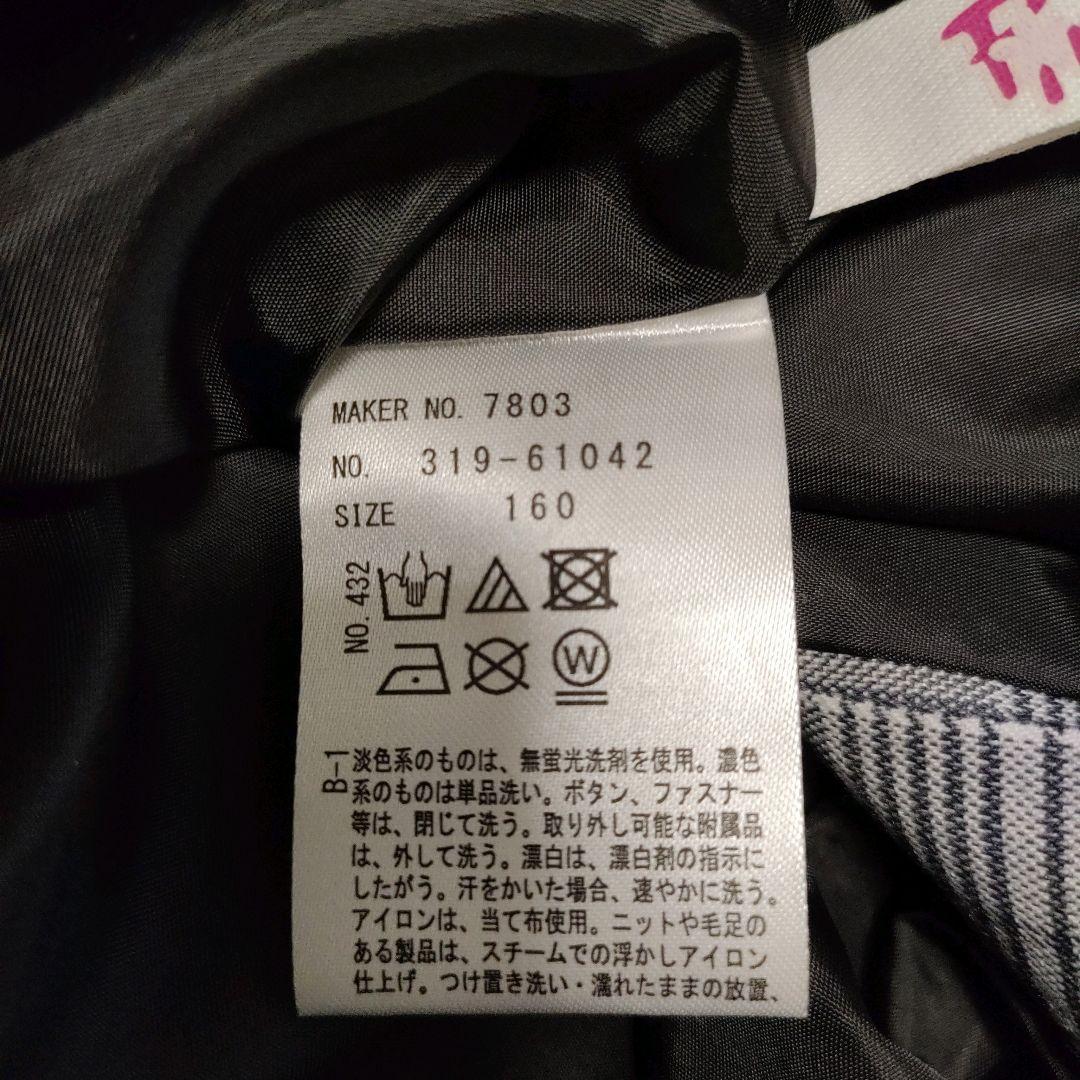 MAKER NO. 7803
NO. 319-61042
SIZE 160
NO. 432
W
B-1
淡色系のものは、無蛍光洗剤を使用。濃色
系のものは単品洗い。ボタン、ファスナー
等は、閉じて洗う。取り外し可能な附属品
は、外して洗う。漂白は、漂白剤の指示に
したがう。汗をかいた場合、速やかに洗う。
アイロンは、当て布使用。ニットや毛足の
ある製品は、スチームでの浮かしアイロン
仕上げ。つけ置き洗い・濡れたままの放置、